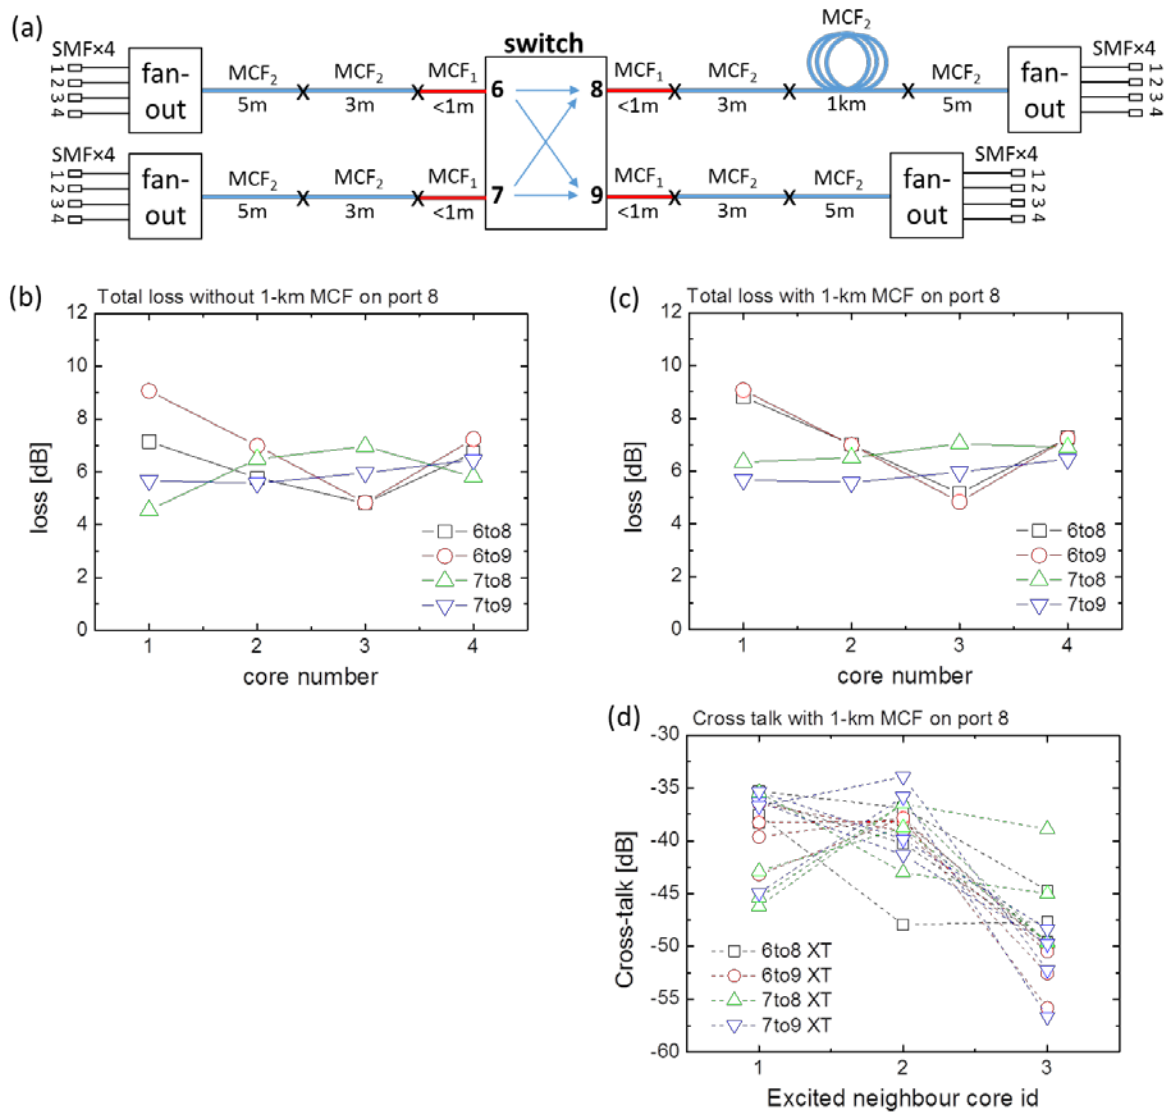 (a)
MCF₂
SMF×4
switch
SMF×4
MCF₂
MCF₂
MCF₁
MCF₁
MCF₂
MCF₂
1
2
3
4
fan-
out
6
8
fan-
out
1
2
3
4
5m
3m
<1m
<1m
3m
1km
5m
SMF×4
SMF×4
MCF₂
MCF₂
MCF₁
MCF₁
MCF₂
MCF₂
1
2
3
4
fan-
out
7
9
fan-
out
1
2
3
4
5m
3m
<1m
<1m
3m
5m
(b)
Total loss without 1-km MCF on port 8
12
10
8
6
4
2
0
loss [dB]
6to8
6to9
7to8
7to9
1 2 3 4
core number
(c)
Total loss with 1-km MCF on port 8
12
10
8
6
4
2
0
loss [dB]
6to8
6to9
7to8
7to9
1 2 3 4
core number
(d)
Cross talk with 1-km MCF on port 8
-30
-35
-40
-45
-50
-55
-60
Cross-talk [dB]
6to8 XT
6to9 XT
7to8 XT
7to9 XT
1 2 3
Excited neighbour core id